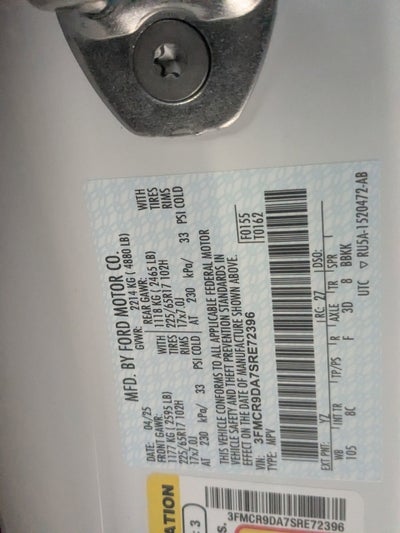 MFD. BY FORD MOTOR CO.
DATE: 04/25 GVWR: 2214 KG (4880 LB)
FRONT GAWR: REAR GAWR:
1177 KG (2595 LB) WITH 1118 KG (2465 LB) WITH
225/65R17 102H TIRES 225/65R17 102H TIRES
17x7.0J RIMS 17x7.0J RIMS
AT 230 kPa/ 33 PSI COLD AT 230 kPa/ 33 PSI COLD
THIS VEHICLE CONFORMS TO ALL APPLICABLE FEDERAL MOTOR
VEHICLE SAFETY AND THEFT PREVENTION STANDARDS IN
EFFECT ON THE DATE OF MANUFACTURE SHOWN ABOVE.
VIN: 3FMCR9DA7SRE72396 F0155
TYPE: MPV T0162
EXT PNT: YZ RC: 27 DSO:
WB INT TR TP/PS R AXLE TR SPR
105 8C F 3D 8 BBKK
UTC ▽ RU5A-1520472-AB
ATION
: 3
S.
3FMCR9DA7SRE72396